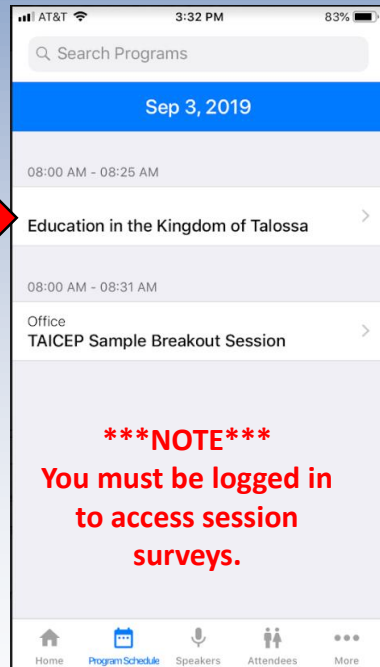 AT&T 3:32 PM 83%
Search Programs
Sep 3, 2019
08:00 AM - 08:25 AM
Education in the Kingdom of Talossa
08:00 AM - 08:31 AM
Office
TAICEP Sample Breakout Session
***NOTE***
You must be logged in
to access session
surveys.
Home Program Schedule Speakers Attendees More